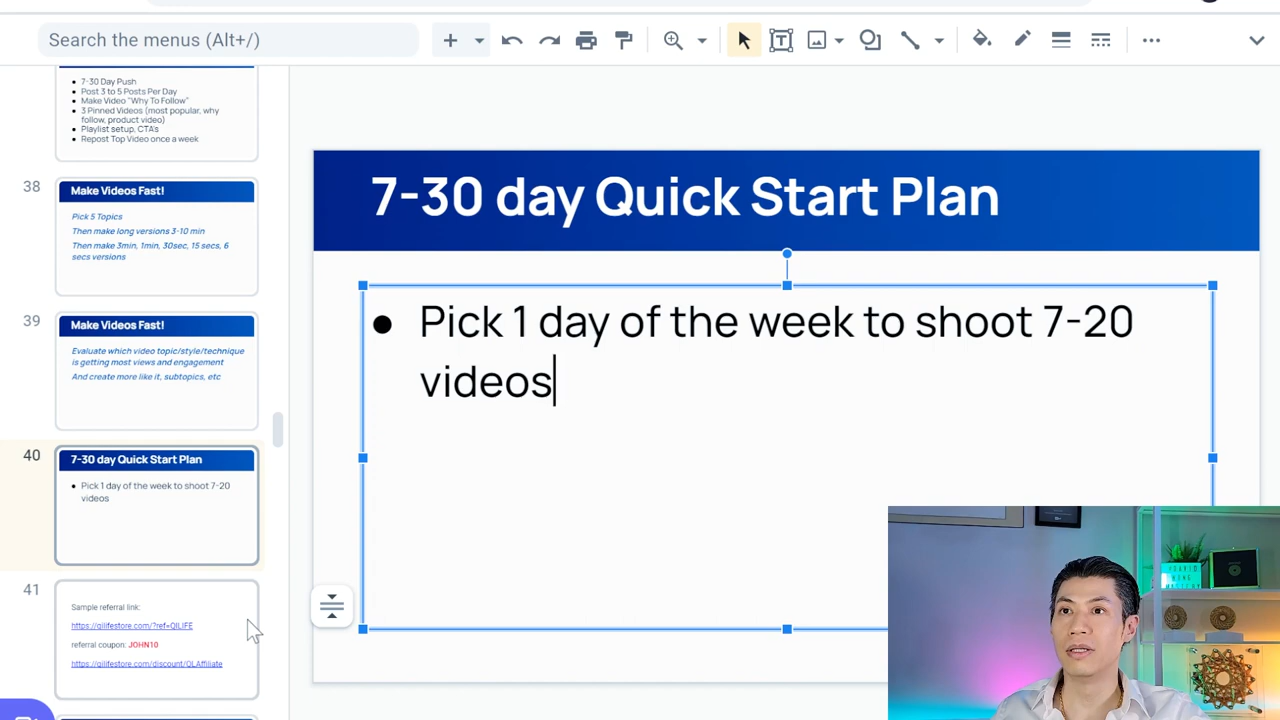 Search the menus (Alt+/)
7-30 Day Push
Post 3 to 5 Posts Per Day
Make Video "Why To Follow"
3 Pinned Videos (most popular, why
follow, product video)
Playlist setup, CTA's
Repost Top Video once a week
38
Make Videos Fast!
Pick 5 Topics
Then make long versions 3-10 min
Then make 3min, 1min, 30sec, 15 secs, 6
secs versions
39
Make Videos Fast!
Evaluate which video topic/style/technique
is getting most views and engagement
And create more like it, subtopics, etc
40
7-30 day Quick Start Plan
Pick 1 day of the week to shoot 7-20
videos
41
Sample referral link:
https://qilifestore.com/?ref=QILIFE
referral coupon: JOHN10
https://qilifestore.com/discount/QLAffiliate
7-30 day Quick Start Plan
Pick 1 day of the week to shoot 7-20
videos